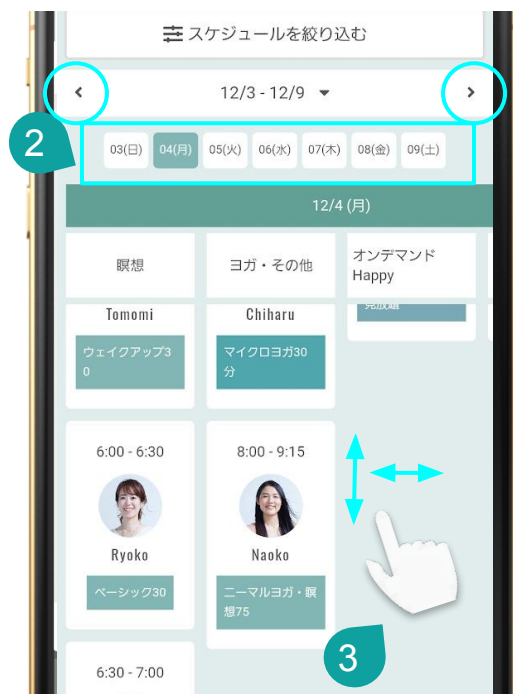 スケジュールを絞り込む
12/3 - 12/9
2
03(日) 04(月) 05(火) 06(水) 07(木) 08(金) 09(土)
12/4 (月)
瞑想
ヨガ・その他
オンデマンド
Happy
Tomomi
ウェイクアップ3
0
Chiharu
マイクロヨガ30
分
見放題
6:00 - 6:30
Ryoko
ベーシック30
8:00 - 9:15
Naoko
ニーマルヨガ・瞑
想75
6:30 - 7:00
3